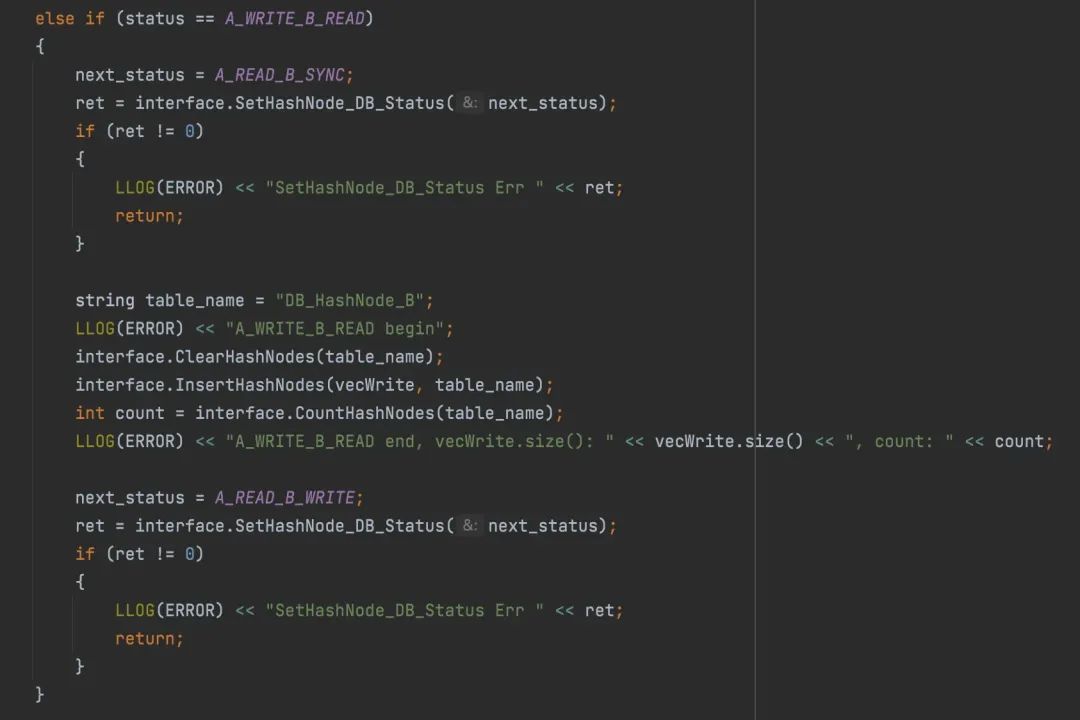 else if (status == A_WRITE_B_READ)
{
next_status = A_READ_B_SYNC;
ret = interface.SetHashNode_DB_Status( &: next_status);
if (ret != 0)
{
LLOG(ERROR) << "SetHashNode_DB_Status Err " << ret;
return;
}
string table_name = "DB_HashNode_B";
LLOG(ERROR) << "A_WRITE_B_READ begin";
interface.ClearHashNodes(table_name);
interface.InsertHashNodes(vecWrite, table_name);
int count = interface.CountHashNodes(table_name);
LLOG(ERROR) << "A_WRITE_B_READ end, vecWrite.size(): " << vecWrite.size() << ", count: " << count;
next_status = A_READ_B_WRITE;
ret = interface.SetHashNode_DB_Status( &: next_status);
if (ret != 0)
{
LLOG(ERROR) << "SetHashNode_DB_Status Err " << ret;
return;
}
}